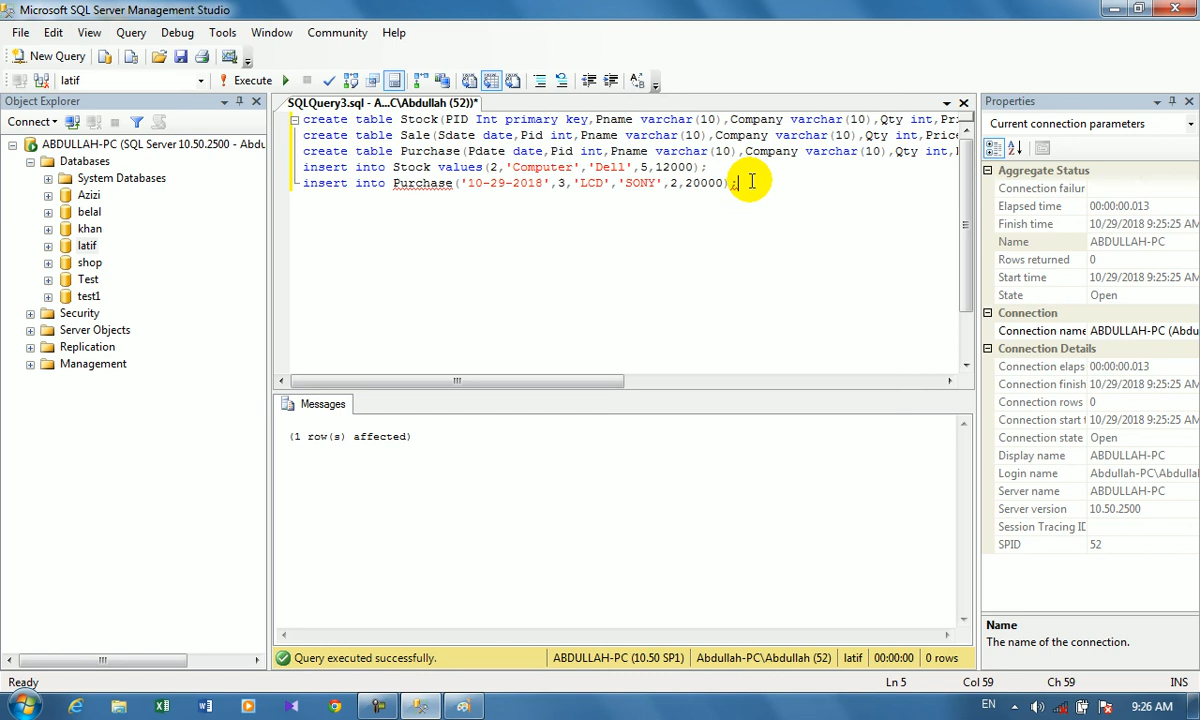 Microsoft SQL Server Management Studio
File Edit View Query Debug Tools Window Community Help
New Query
latif Execute
Object Explorer
Connect
ABDULLAH-PC (SQL Server 10.50.2500 - Abdu
Databases
System Databases
Azizi
belal
khan
latif
shop
Test
test1
Security
Server Objects
Replication
Management
SQLQuery3.sql - A...C\Abdullah (52))*
create table Stock(PID Int primary key,Pname varchar(10),Company varchar(10),Qty int,Pri
create table Sale(Sdate date,Pid int,Pname varchar(10),Company varchar(10),Qty int,Price
create table Purchase(Pdate date,Pid int,Pname varchar(10),Company varchar(10),Qty int,
insert into Stock values(2,'Computer','Dell',5,12000);
insert into Purchase('10-29-2018',3,'LCD','SONY',2,20000);
Messages
(1 row(s) affected)
Query executed successfully. ABDULLAH-PC (10.50 SP1) Abdullah-PC\Abdullah (52) latif 00:00:00 0 rows
Properties
Current connection parameters
Aggregate Status
Connection failur
Elapsed time 00:00:00.013
Finish time 10/29/2018 9:25:25 AM
Name ABDULLAH-PC
Rows returned 0
Start time 10/29/2018 9:25:25 AM
State Open
Connection
Connection name ABDULLAH-PC (Abdu
Connection Details
Connection elaps 00:00:00.013
Connection finish 10/29/2018 9:25:25 AM
Connection rows 0
Connection start t 10/29/2018 9:25:25 AM
Connection state Open
Display name ABDULLAH-PC
Login name Abdullah-PC\Abdulla
Server name ABDULLAH-PC
Server version 10.50.2500
Session Tracing ID
SPID 52
Name
The name of the connection.
Ready Ln 5 Col 59 Ch 59 INS
EN 9:26 AM